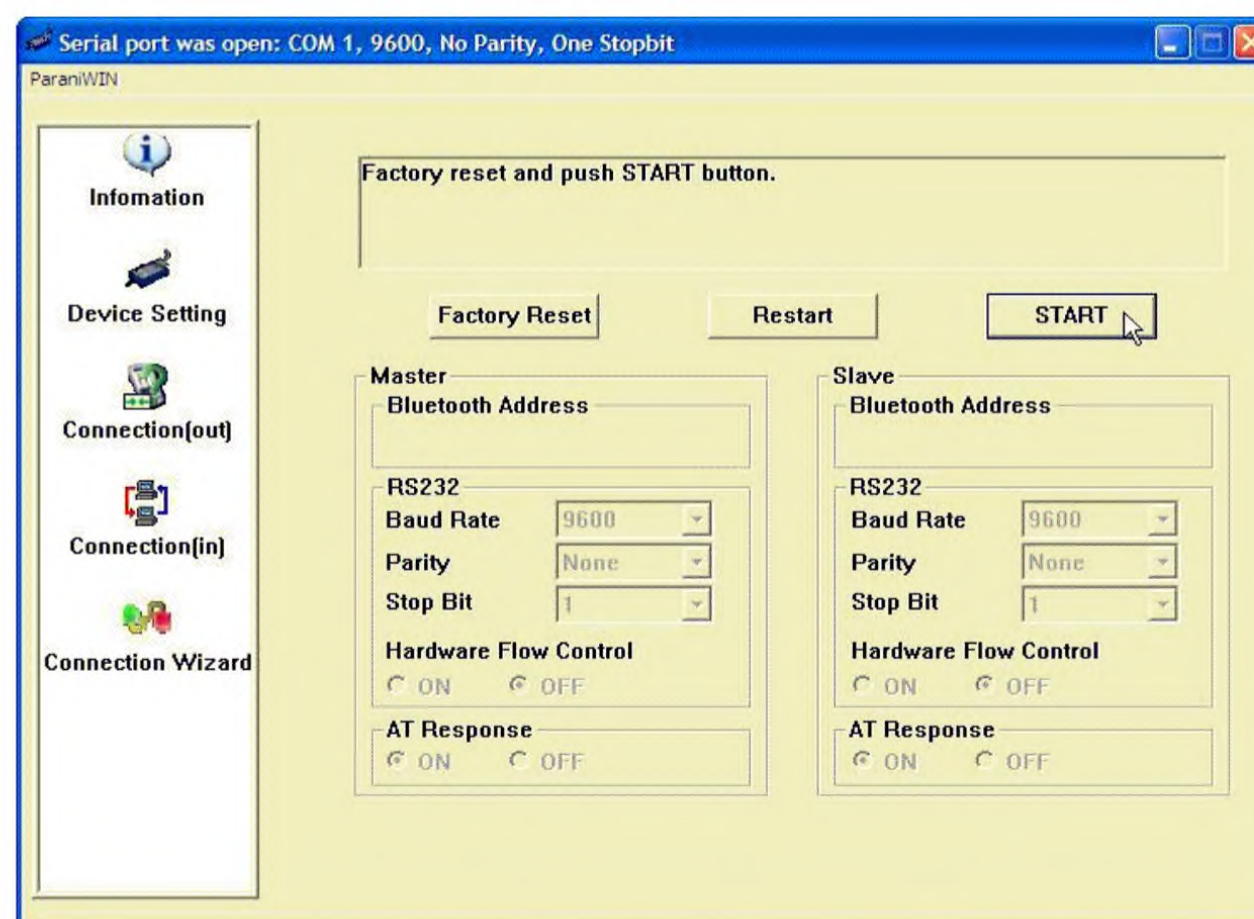 Serial port was open: COM 1, 9600, No Parity, One Stopbit
ParaniWIN
Infomation
Device Setting
Connection(out)
Connection(in)
Connection Wizard
Factory reset and push START button.
Factory Reset Restart START
Master
Bluetooth Address
RS232
Baud Rate 9600
Parity None
Stop Bit 1
Hardware Flow Control
ON OFF
AT Response
ON OFF
Slave
Bluetooth Address
RS232
Baud Rate 9600
Parity None
Stop Bit 1
Hardware Flow Control
ON OFF
AT Response
ON OFF